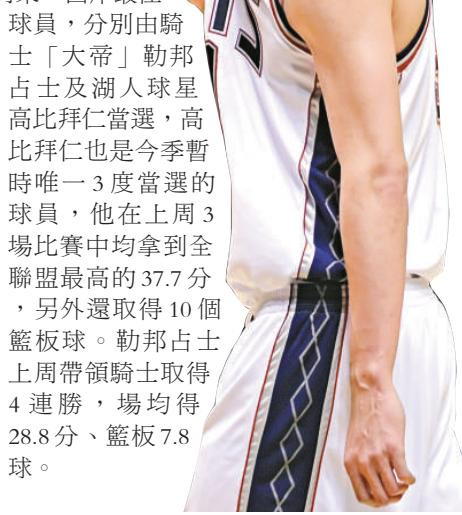 球員，分別由騎
士「大帝」勒邦
占士及湖人球星
高比拜仁當選，高
比拜仁也是今季暫
時唯一3度當選的
球員，他在上周3
場比賽中均拿到全
聯盟最高的37.7分
，另外還取得10個
籃板球。勒邦占士
上周帶領騎士取得
4連勝，場均得
28.8分、籃板7.8
球。